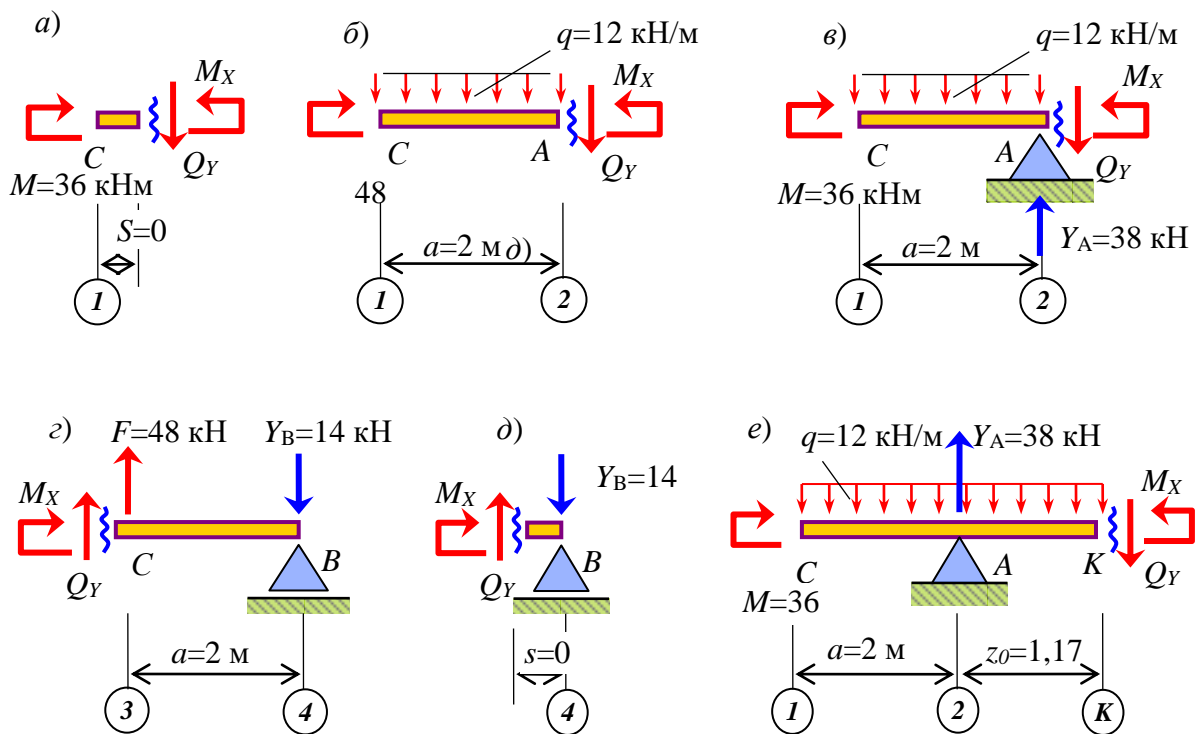 а)
M_X
C
Q_Y
M=36 кНм
S=0
1
б)
q=12 кН/м
M_X
C
A
Q_Y
48
a=2 м д)
1
2
в)
q=12 кН/м
M_X
C
A
Q_Y
M=36 кНм
Y_A=38 кН
a=2 м
1
2
г)
F=48 кН
Y_B=14 кН
M_X
Q_Y
C
B
a=2 м
3
4
д)
Y_B=14
M_X
Q_Y
B
s=0
4
е)
q=12 кН/м
Y_A=38 кН
M_X
C
A
K
Q_Y
M=36
a=2 м
z_0=1,17
1
2
K